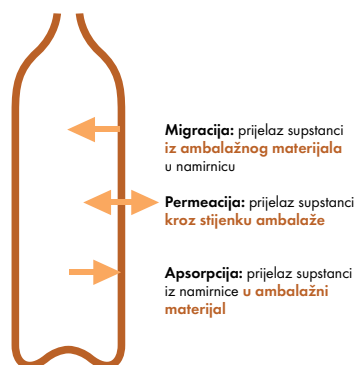 Migracija: prijelaz supstanci
iz ambalažnog materijala
u namirnicu
Permeacija: prijelaz supstanci
kroz stijenku ambalaže
Apsorpcija: prijelaz supstanci
iz namirnice u ambalažni
materijal